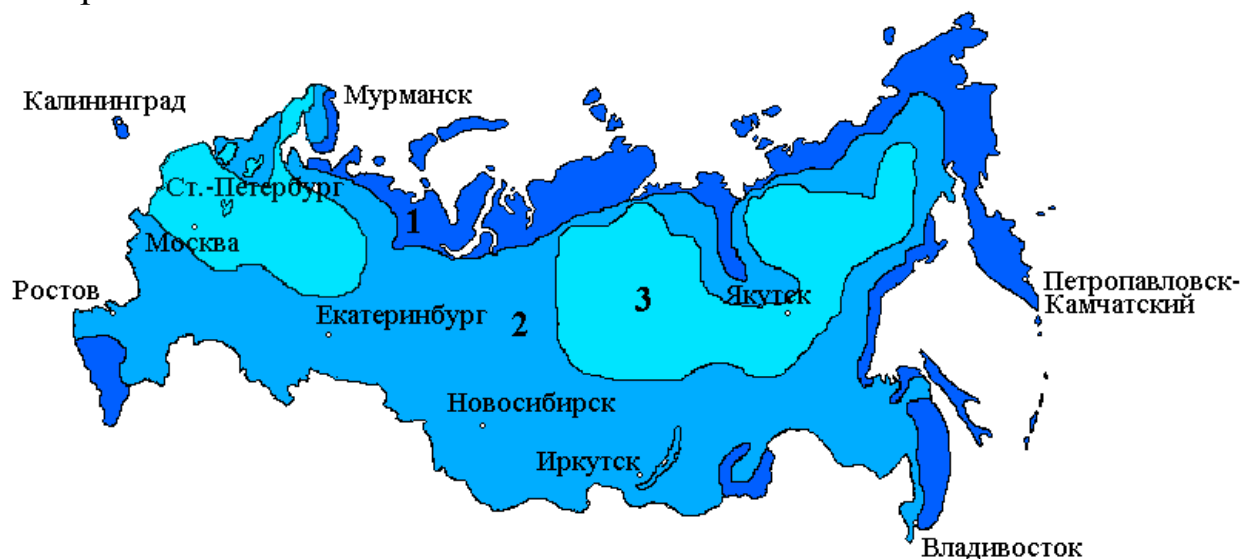 Калининград
Мурманск
Ст.-Петербург
1
Москва
Ростов
Екатеринбург
2
3
Якутск
Петропавловск-
Камчатский
Новосибирск
Иркутск
Владивосток